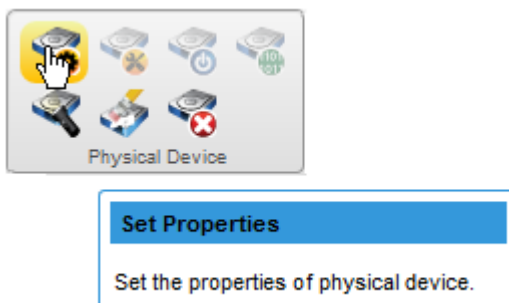 Physical Device
Set Properties
Set the properties of physical device.